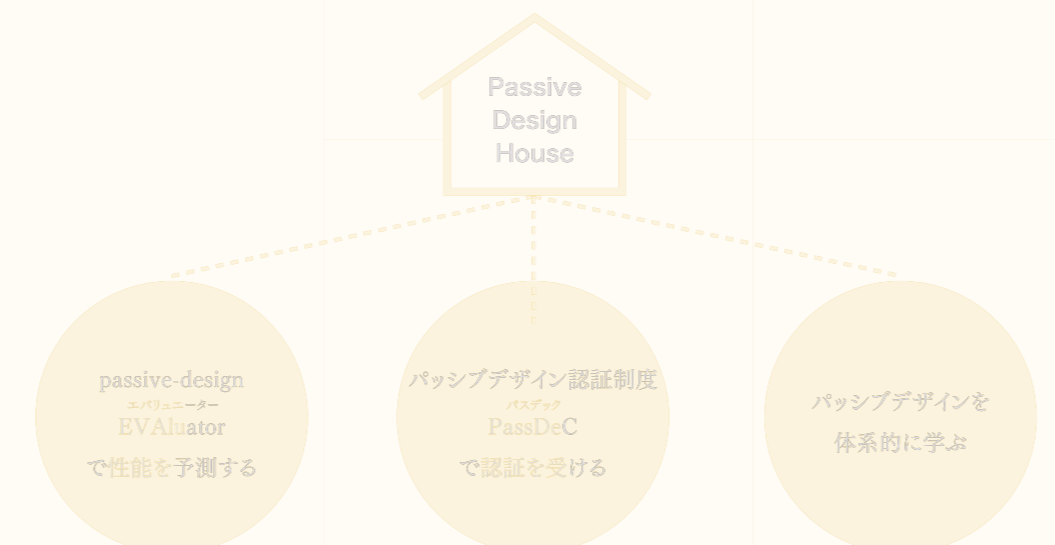 Passive
Design
House
passive-design
エバリュエーター
EVAluator
で性能を予測する
パッシブデザイン認証制度
パスデック
PassDeC
で認証を受ける
パッシブデザインを
体系的に学ぶ